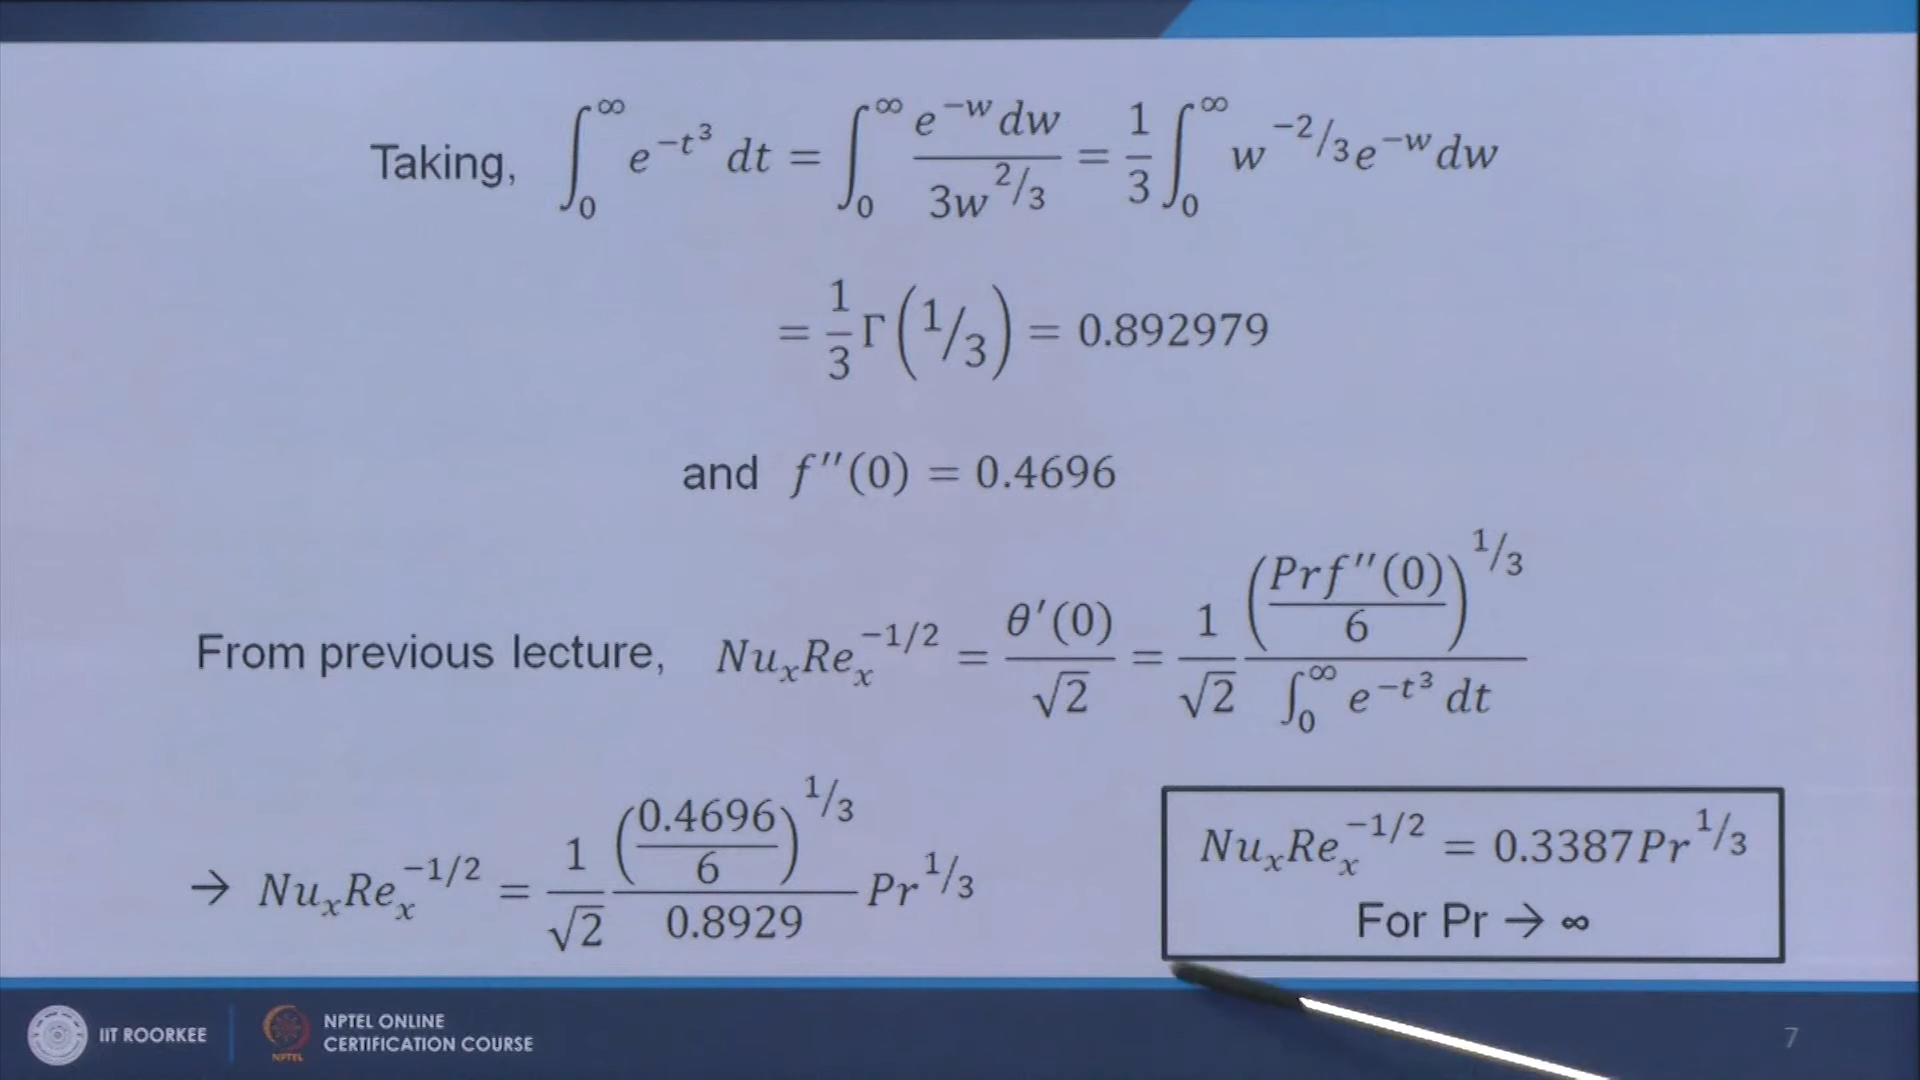 Taking, ∫₀^∞ e^{-t³} dt = ∫₀^∞ e^{-w}dw / 3w^{2/3} = 1/3 ∫₀^∞ w^{-2/3} e^{-w} dw
= 1/3 Γ(1/3) = 0.892979
and f″(0) = 0.4696
From previous lecture, Nu_x Re_x^{-1/2} = θ′(0)/√2 = 1/√2 (Prf″(0)/6)^{1/3} / ∫₀^∞ e^{-t³} dt
→ Nu_x Re_x^{-1/2} = 1/√2 (0.4696/6)^{1/3} / 0.8929 Pr^{1/3}
Nu_x Re_x^{-1/2} = 0.3387Pr^{1/3}
For Pr → ∞
IIT ROORKEE
NPTEL
NPTEL ONLINE
CERTIFICATION COURSE
7